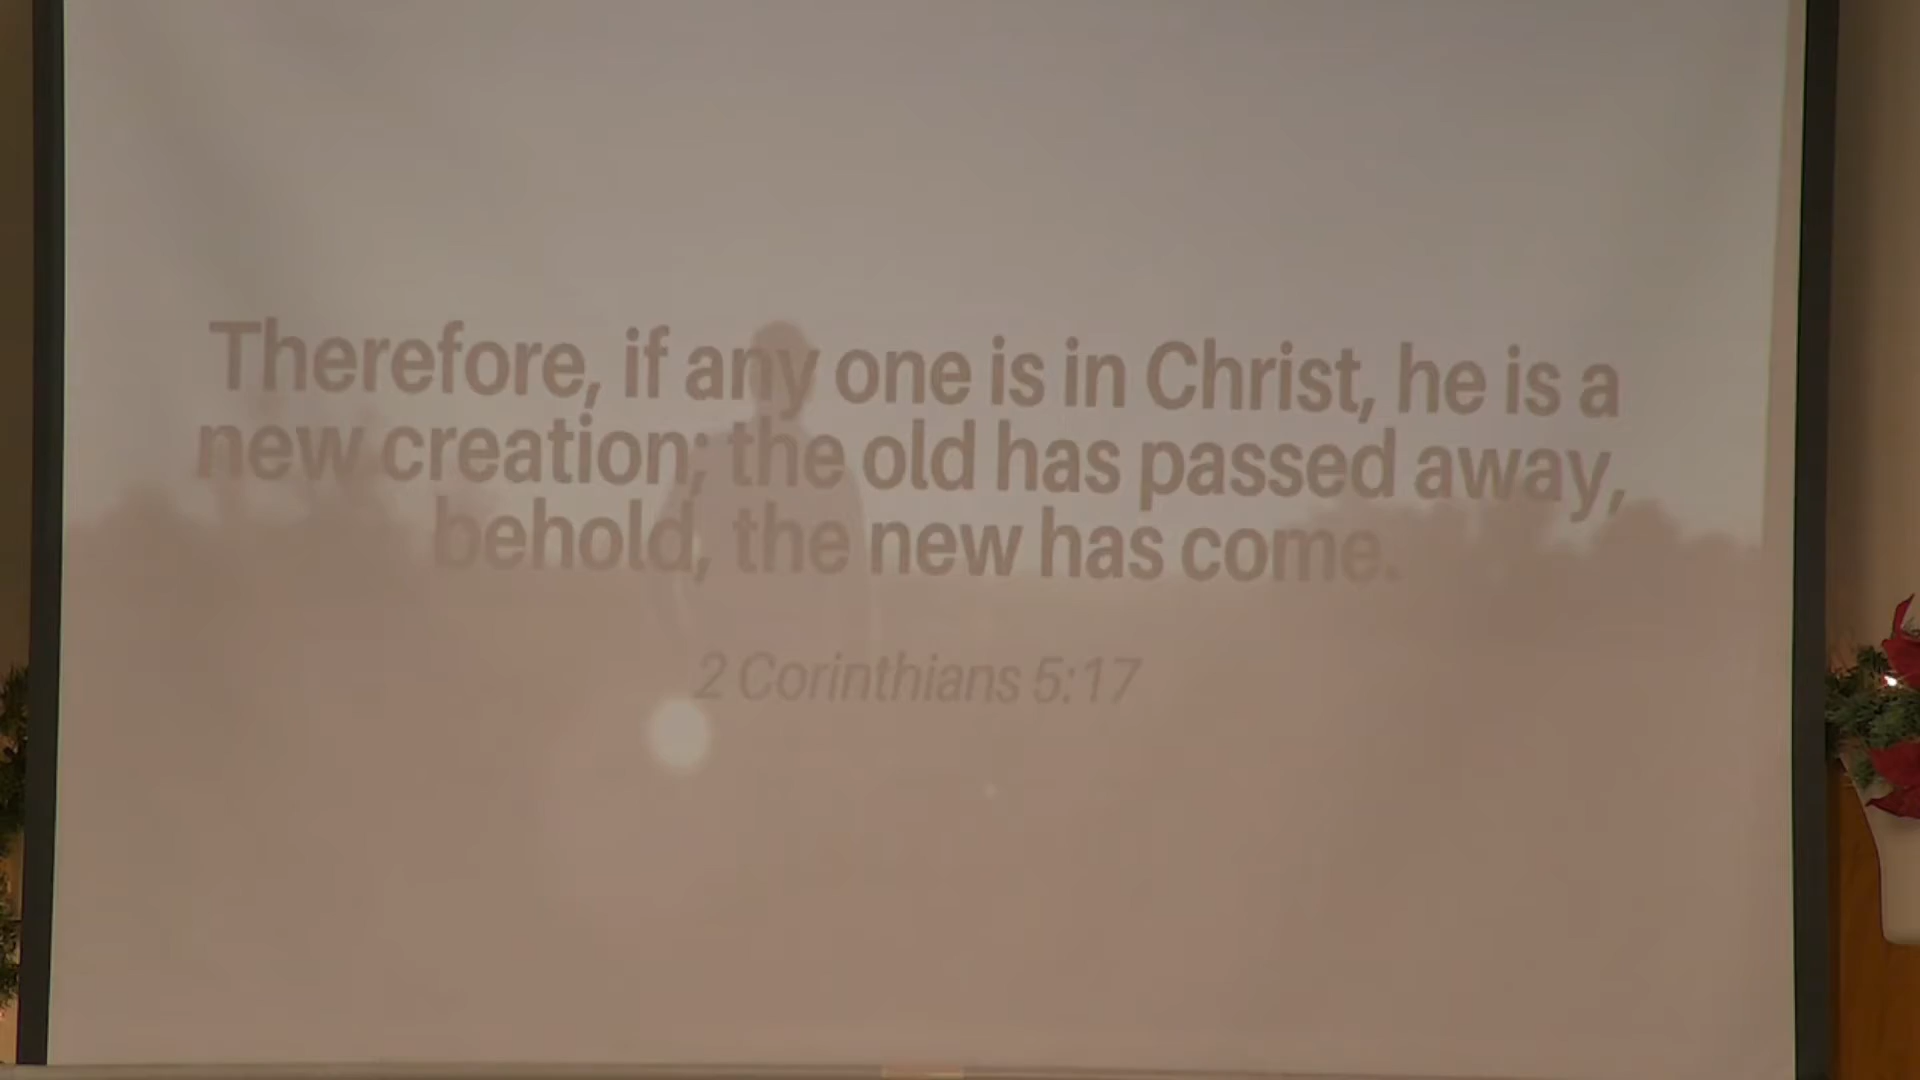 Therefore, if any one is in Christ, he is a
new creation; the old has passed away,
behold, the new has come.
2 Corinthians 5:17